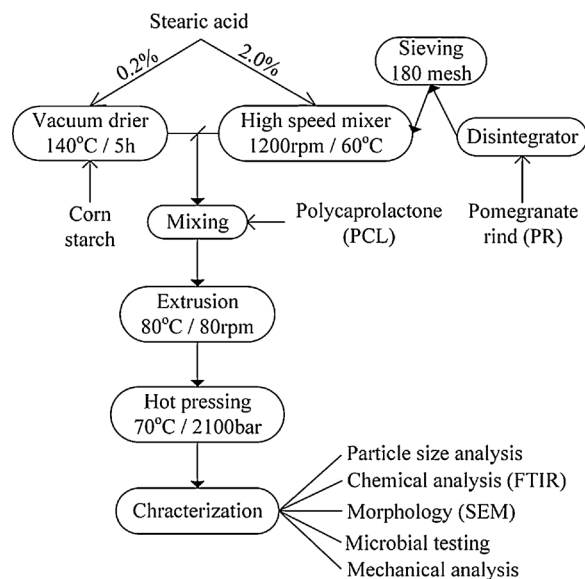 Stearic acid
0.2%
2.0%
Sieving
180 mesh
Vacuum drier
140°C / 5h
High speed mixer
1200rpm / 60°C
Disintegrator
Corn
starch
Mixing
Polycaprolactone
(PCL)
Pomegranate
rind (PR)
Extrusion
80°C / 80rpm
Hot pressing
70°C / 2100bar
Chracterization
Particle size analysis
Chemical analysis (FTIR)
Morphology (SEM)
Microbial testing
Mechanical analysis